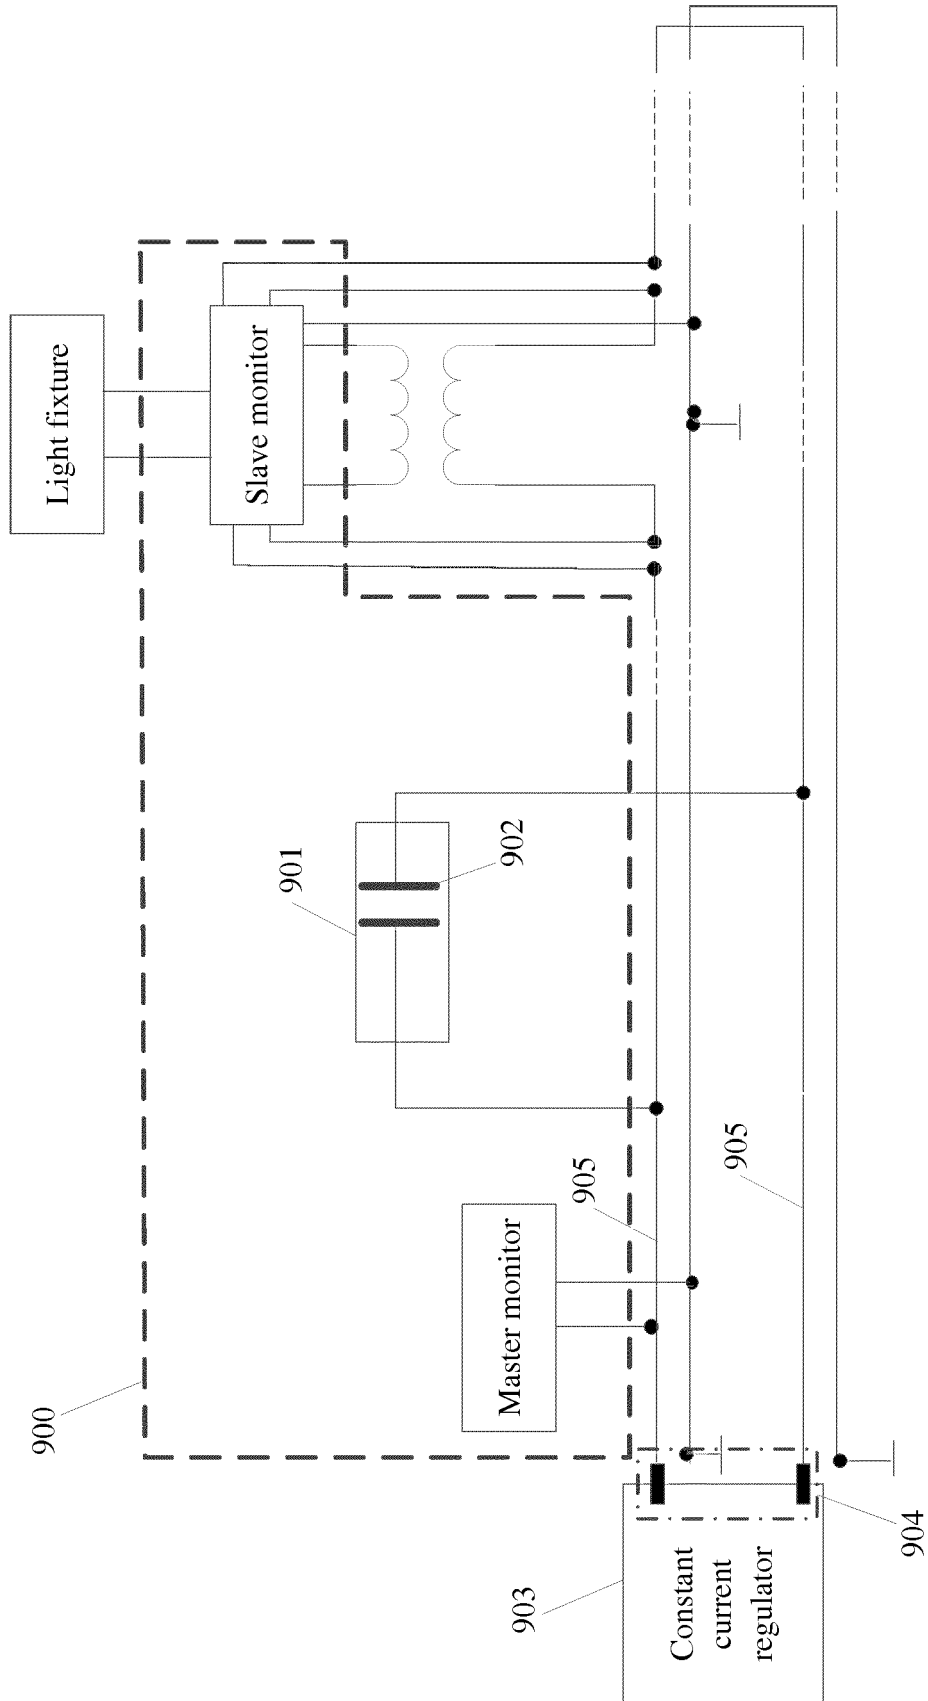 Light fixture
Slave monitor
902
901
905
905
Master monitor
900
904
903
Constant
current
regulator